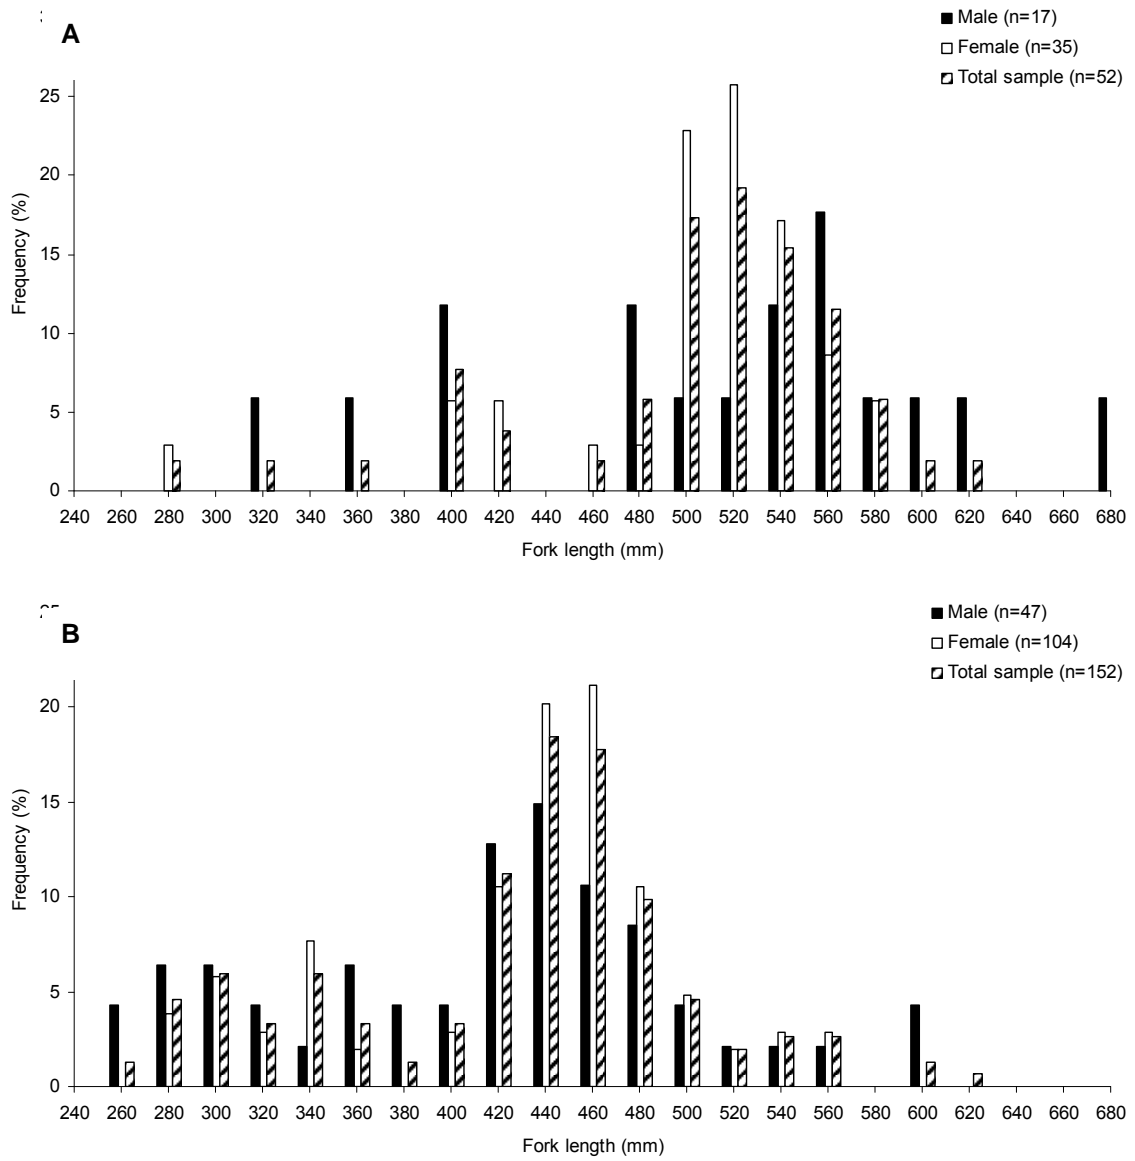 A
Male (n=17)
Female (n=35)
Total sample (n=52)
25
20
15
10
5
0
Frequency (%)
240 260 280 300 320 340 360 380 400 420 440 460 480 500 520 540 560 580 600 620 640 660 680
Fork length (mm)
B
Male (n=47)
Female (n=104)
Total sample (n=152)
20
15
10
5
0
Frequency (%)
240 260 280 300 320 340 360 380 400 420 440 460 480 500 520 540 560 580 600 620 640 660 680
Fork length (mm)